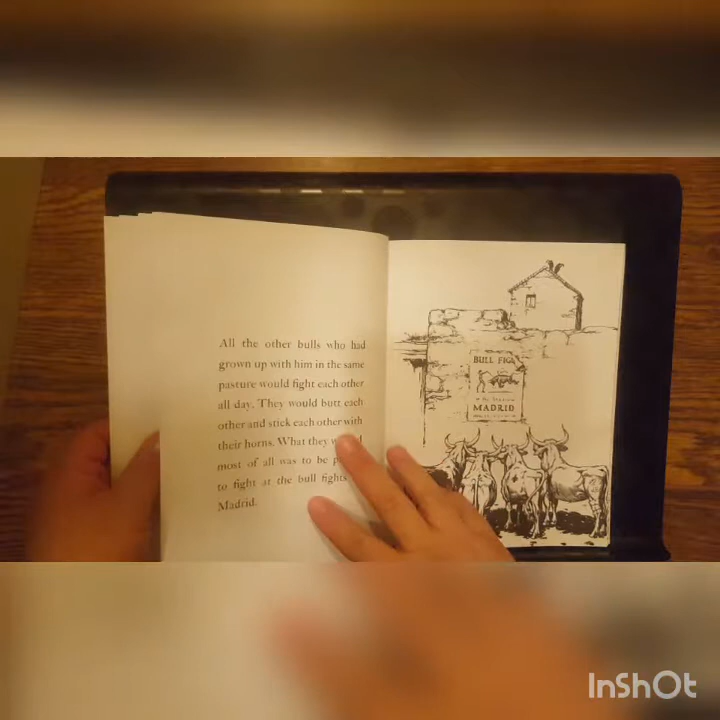 All the other bulls who had
grown up with him in the same
pasture would fight each other
all day. They would butt each
other and stick each other with
their horns. What they
most of all was to be
to fight at the bull fights
Madrid.
BULL
MADRID
InShOt